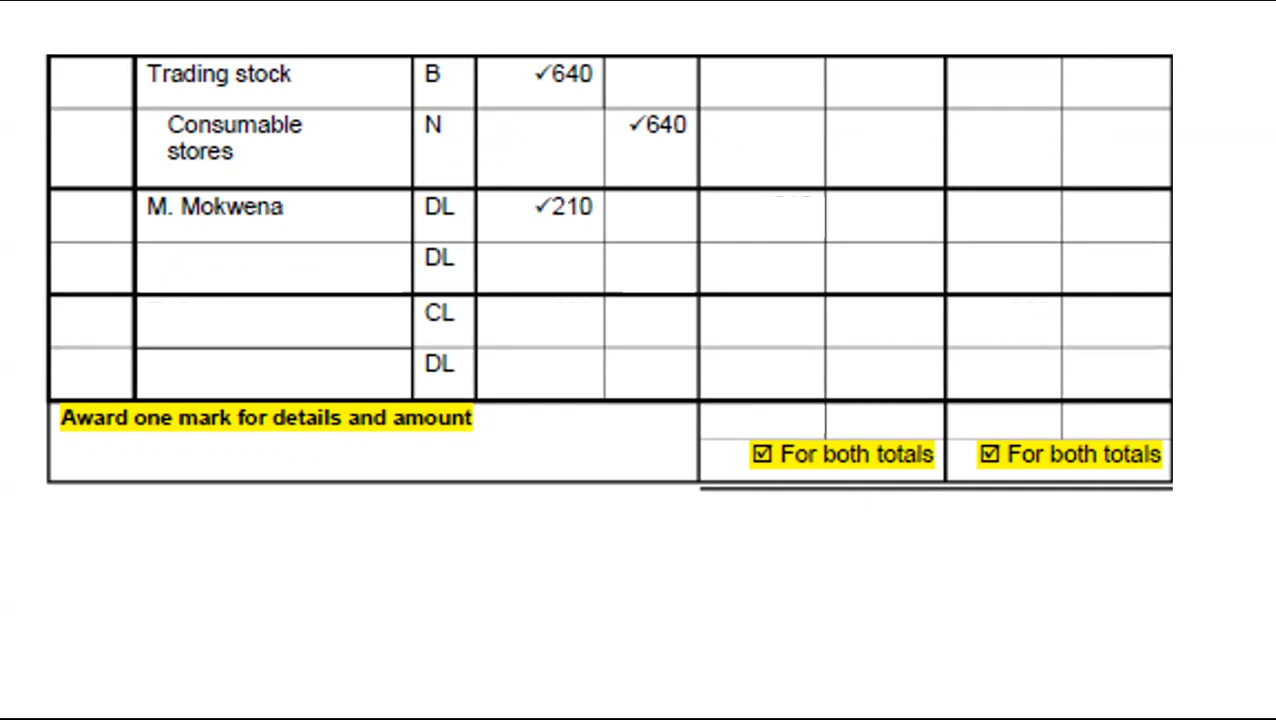 Trading stock B ✓640
Consumable N ✓640
stores
M. Mokwena DL ✓210
DL
CL
DL
Award one mark for details and amount
☑ For both totals ☑ For both totals